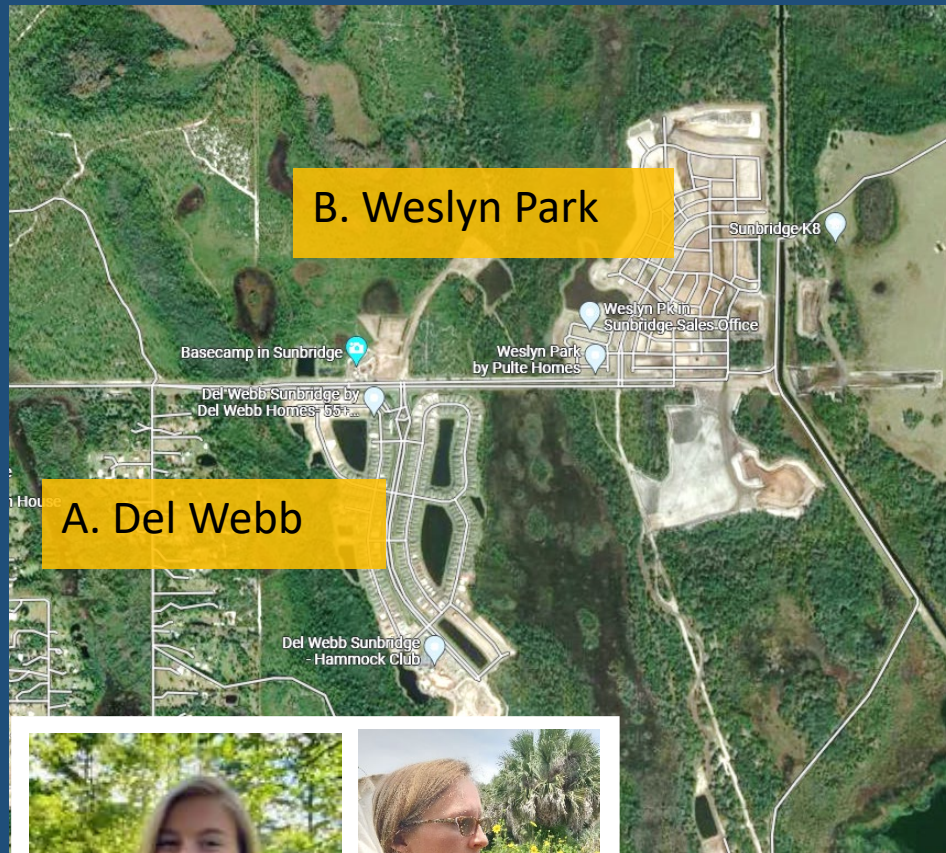 B. Weslyn Park
Sunbridge K8
Weslyn Pk in
Sunbridge Sales Office
Basecamp in Sunbridge
Weslyn Park
by Pulte Homes
Del Webb Sunbridge by
Del Webb Homes- 55+...
House
A. Del Webb
Del Webb Sunbridge
- Hammock Club